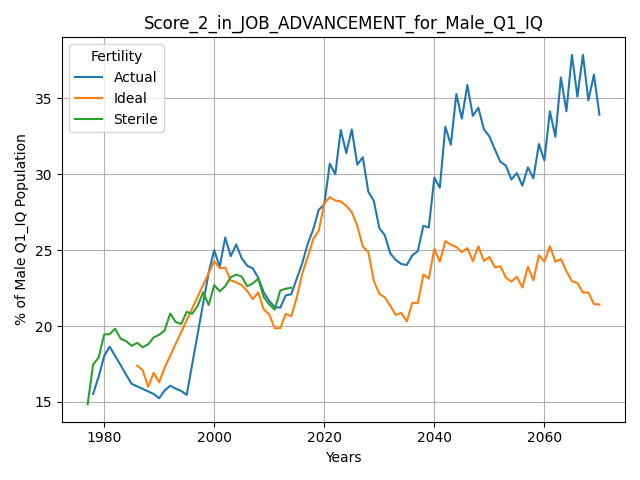 Score_2_in_JOB_ADVANCEMENT_for_Male_Q1_IQ
Fertility
Actual
Ideal
Sterile
% of Male Q1_IQ Population
35
30
25
20
15
1980
2000
2020
2040
2060
Years